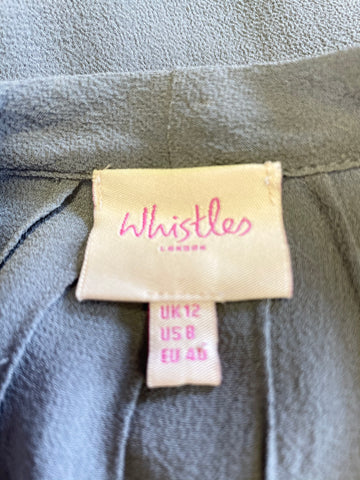 Whistles
LONDON
UK 12
US 8
EU 40